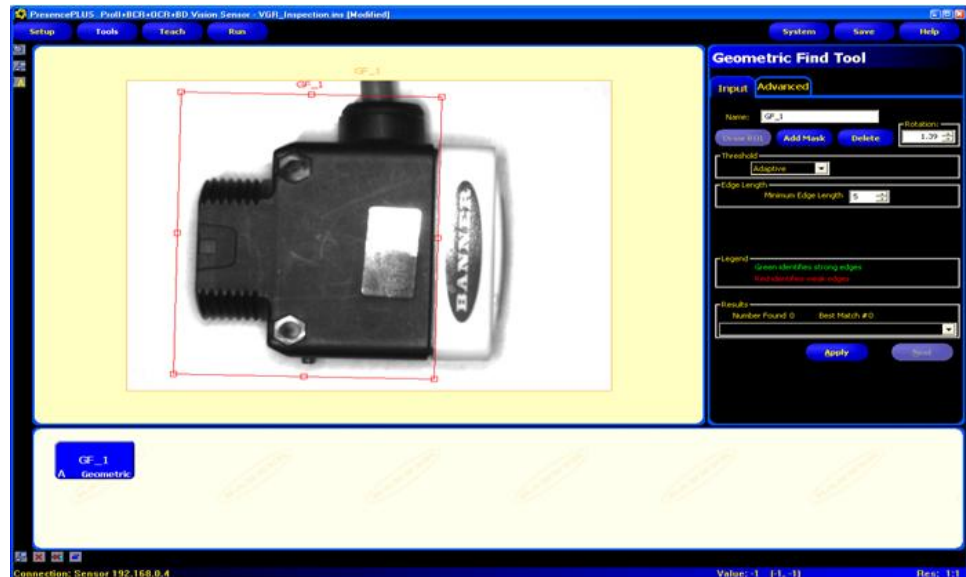 PresencePLUS ProII+BCR+OCR+BD Vision Sensor - VGR_Inspection.ins [Modified]
Setup Tools Teach Run System Save Help
Geometric Find Tool
Input Advanced
GF_1
GF_1
Name: GF_1
Rotation:
1.39
Draw ROI Add Mask Delete
Threshold
Adaptive
Edge Length
Minimum Edge Length 5
BANNER
Legend
Green identifies strong edges
Red identifies weak edges
Results
Number Found 0 Best Match #0
Apply Next
GF_1
A Geometric
Connection: Sensor 192.168.0.4 Value: -1 (-1, -1) Res: 1:1